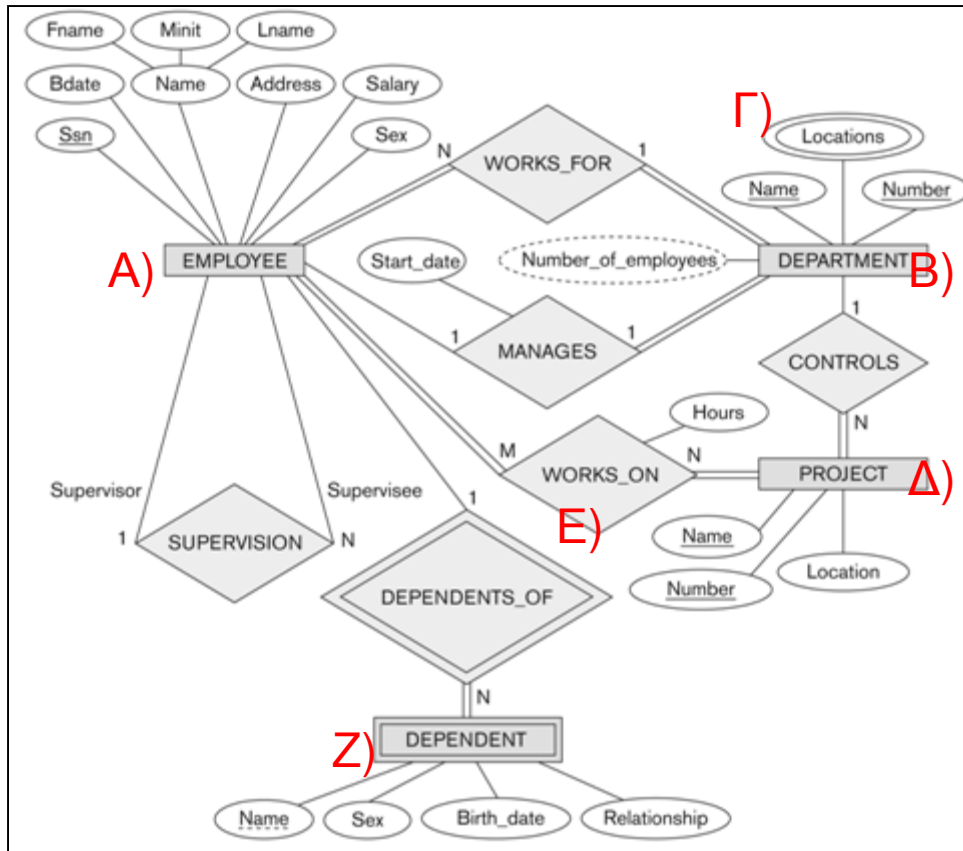 Fname Minit Lname
Bdate Name Address Salary
Ssn Sex
N WORKS_FOR 1
Γ) Locations
Name Number
Α) EMPLOYEE
Start_date
Number_of_employees
DEPARTMENT Β)
1 MANAGES 1
1
CONTROLS
N
Hours
M WORKS_ON N
Ε)
PROJECT Δ)
Name
Number
Location
Supervisor Supervisee
1 SUPERVISION N
1
DEPENDENTS_OF
N
Ζ) DEPENDENT
Name Sex Birth_date Relationship